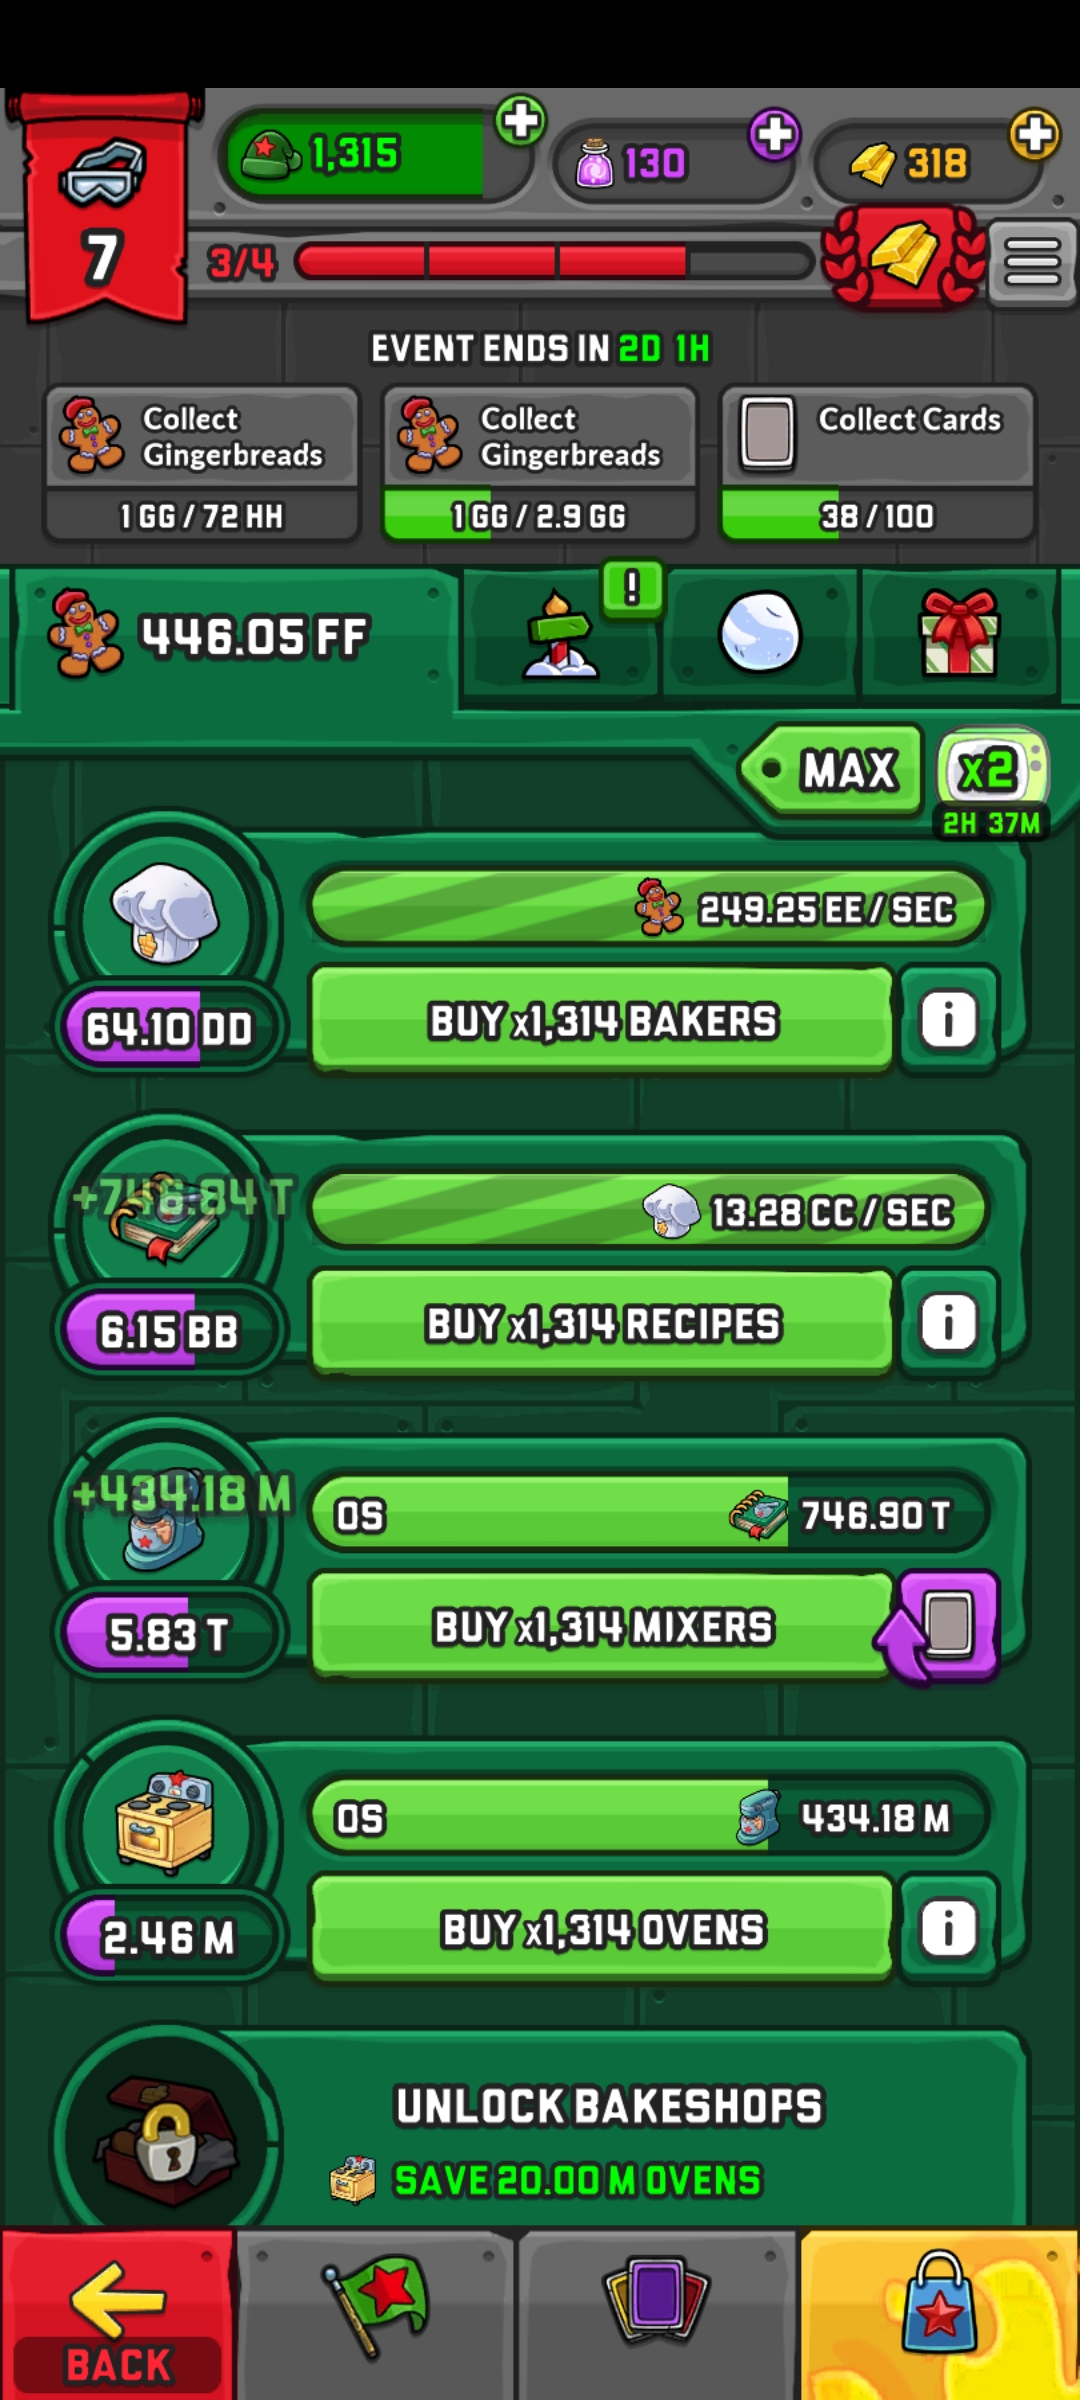 1,315
130
318
7
3/4
EVENT ENDS IN 2D 1H
Collect
Gingerbreads
1 GG / 72 HH
Collect
Gingerbreads
1 GG / 2.9 GG
Collect Cards
38 / 100
446.05 FF
!
MAX
x2
2H 37M
249.25 EE / SEC
64.10 DD
BUY x1,314 BAKERS
i
+746.84 T
13.28 CC / SEC
6.15 BB
BUY x1,314 RECIPES
i
+434.18 M
0S
746.90 T
5.83 T
BUY x1,314 MIXERS
0S
434.18 M
2.46 M
BUY x1,314 OVENS
i
UNLOCK BAKESHOPS
SAVE 20.00 M OVENS
BACK